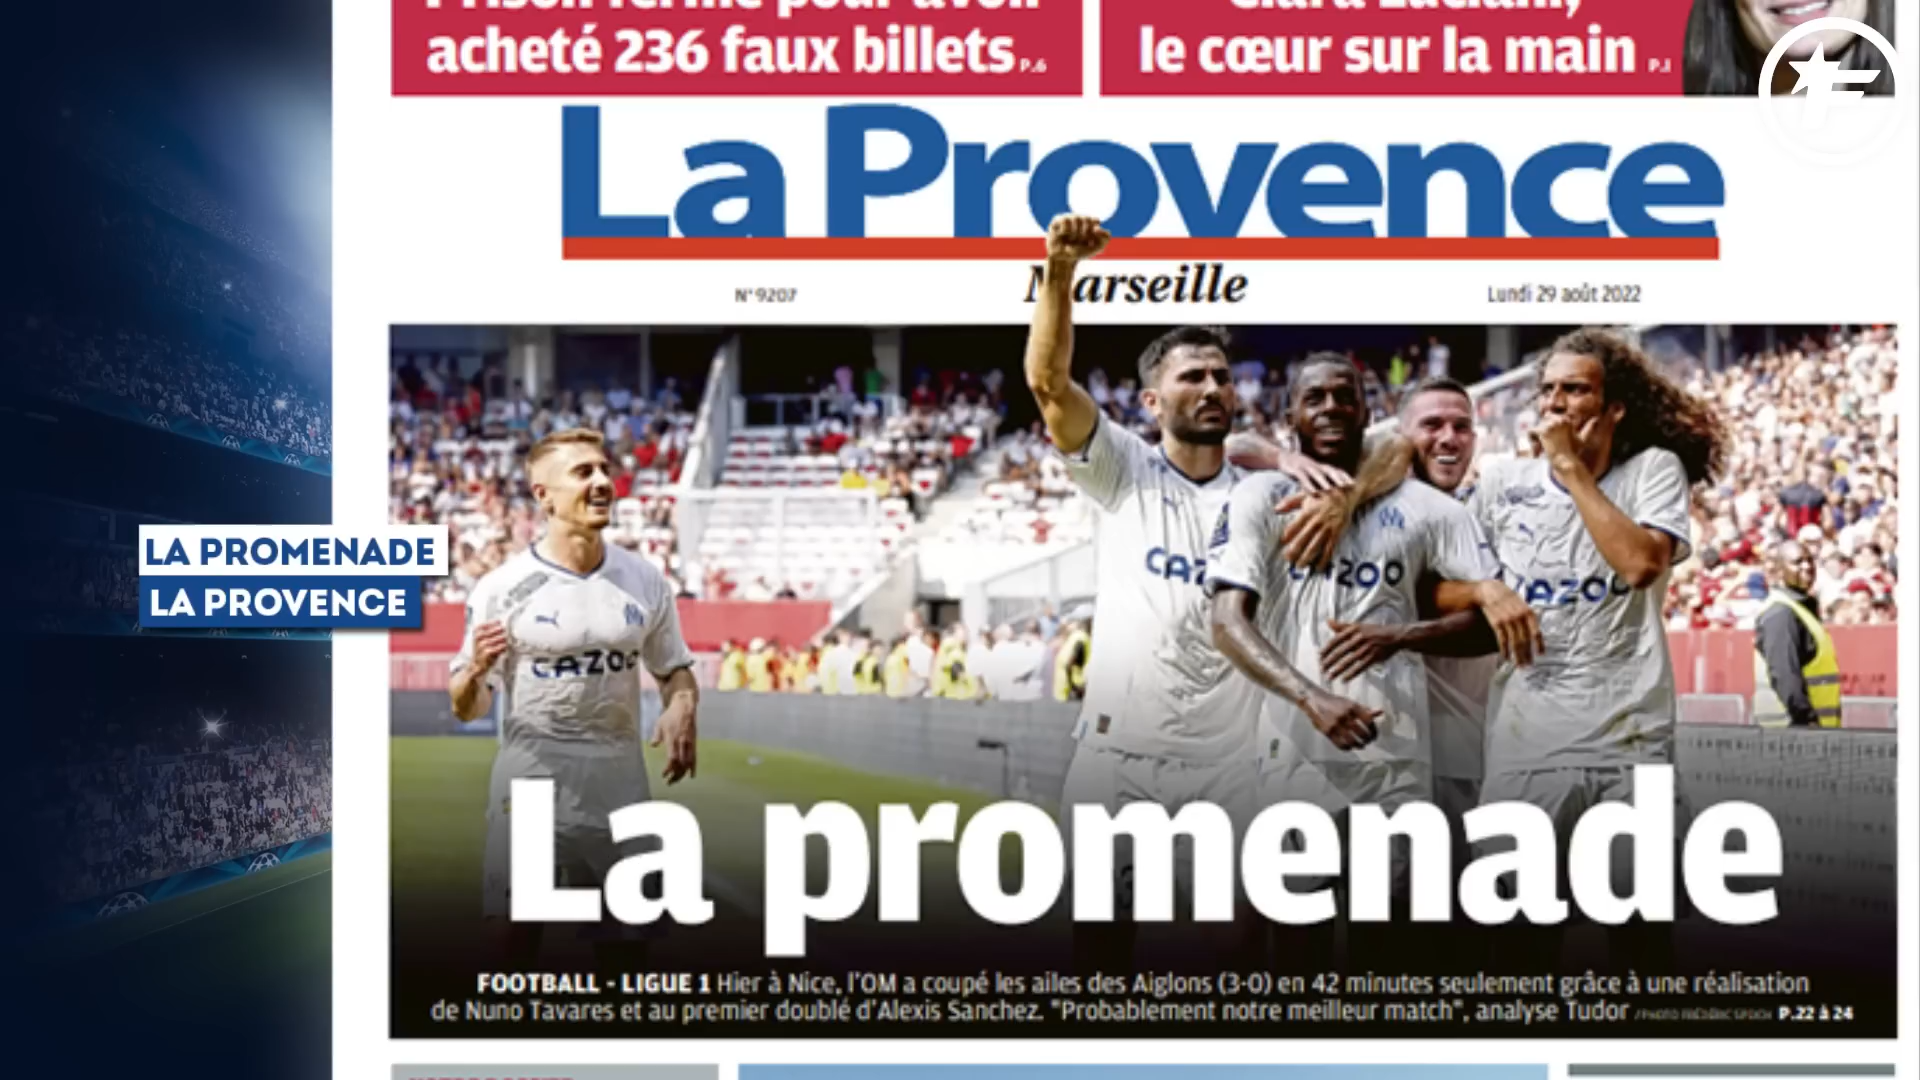 acheté 236 faux billets P.6
le cœur sur la main P.1
La Provence
Marseille
N° 9207
Lundi 29 août 2022
LA PROMENADE
LA PROVENCE
CAZOO
La promenade
FOOTBALL - LIGUE 1 Hier à Nice, l'OM a coupé les ailes des Aiglons (3-0) en 42 minutes seulement grâce à une réalisation
de Nuno Tavares et au premier doublé d'Alexis Sanchez. "Probablement notre meilleur match", analyse Tudor P.22 à 24